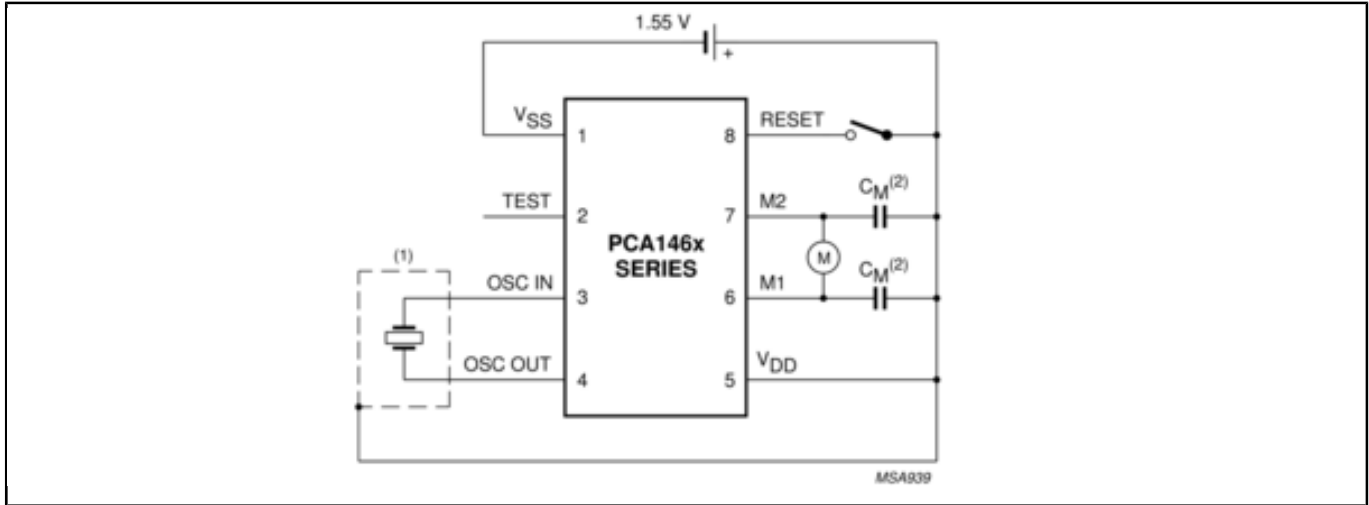 1.55 V
+
VSS
1
8
RESET
TEST
2
7
M2
CM(2)
PCA146x
SERIES
M
(1)
OSC IN
3
6
M1
CM(2)
OSC OUT
4
5
VDD
MSA939